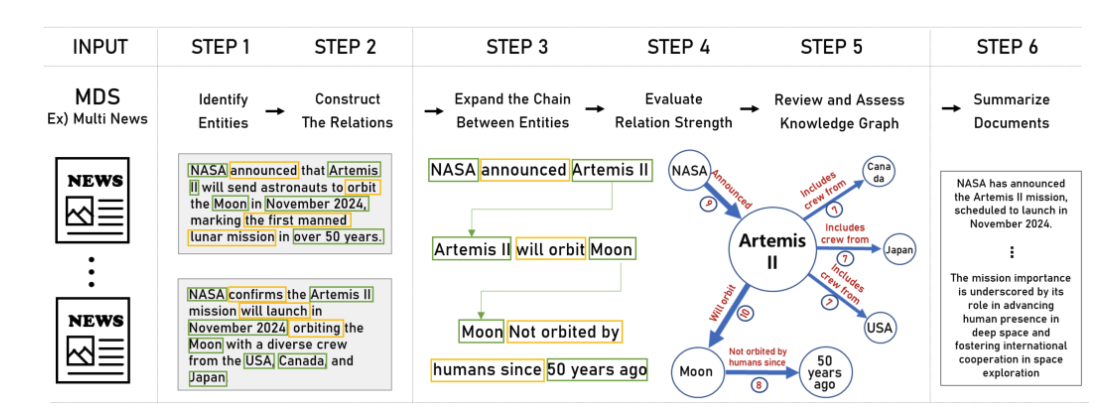 INPUT
STEP 1
STEP 2
STEP 3
STEP 4
STEP 5
STEP 6
MDS
Ex) Multi News
Identify
Entities
Construct
The Relations
Expand the Chain
Between Entities
Evaluate
Relation Strength
Review and Assess
Knowledge Graph
Summarize
Documents
NEWS
NEWS
NASA announced that Artemis
II will send astronauts to orbit
the Moon in November 2024,
marking the first manned
lunar mission in over 50 years.
NASA confirms the Artemis II
mission will launch in
November 2024 orbiting the
Moon with a diverse crew
from the USA, Canada, and
Japan
NASA announced Artemis II
Artemis II will orbit Moon
Moon Not orbited by
humans since 50 years ago
NASA
Announced
9
Artemis
II
Includes
crew from
7
Cana
da
Includes
crew from
7
Japan
Includes
crew from
7
USA
Will orbit
10
Moon
Not orbited by
humans since
8
50
years
ago
NASA has announced
the Artemis II mission,
scheduled to launch in
November 2024.
The mission importance
is underscored by its
role in advancing
human presence in
deep space and
fostering international
cooperation in space
exploration